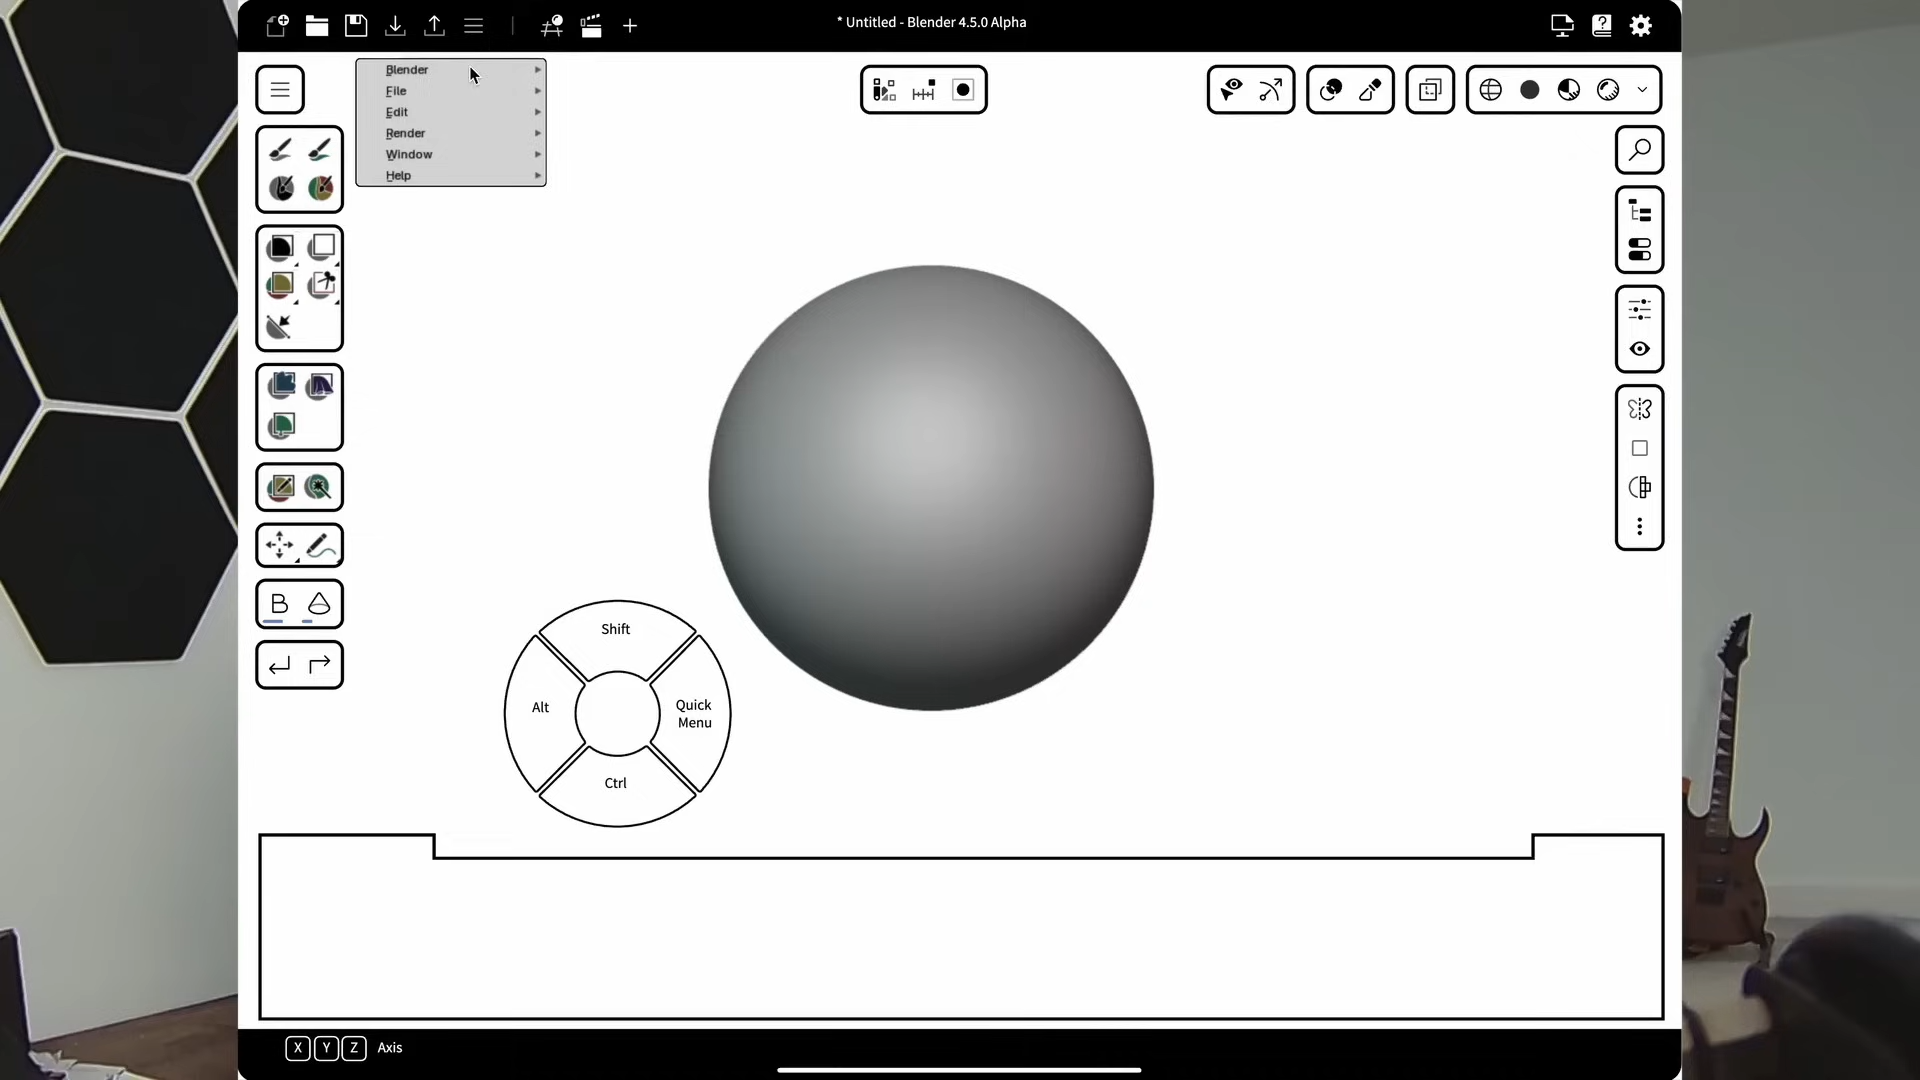 * Untitled - Blender 4.5.0 Alpha
Blender
File
Edit
Render
Window
Help
B
Shift
Alt
Quick
Menu
Ctrl
X Y Z Axis